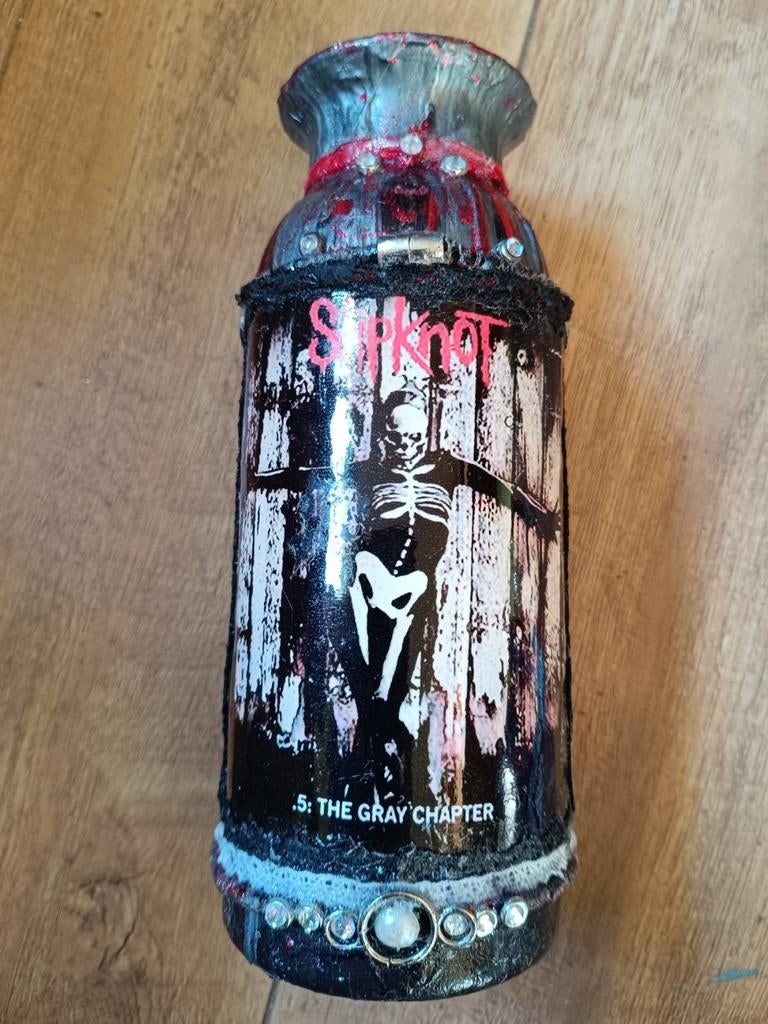 SlipKnoT
.5: THE GRAY CHAPTER